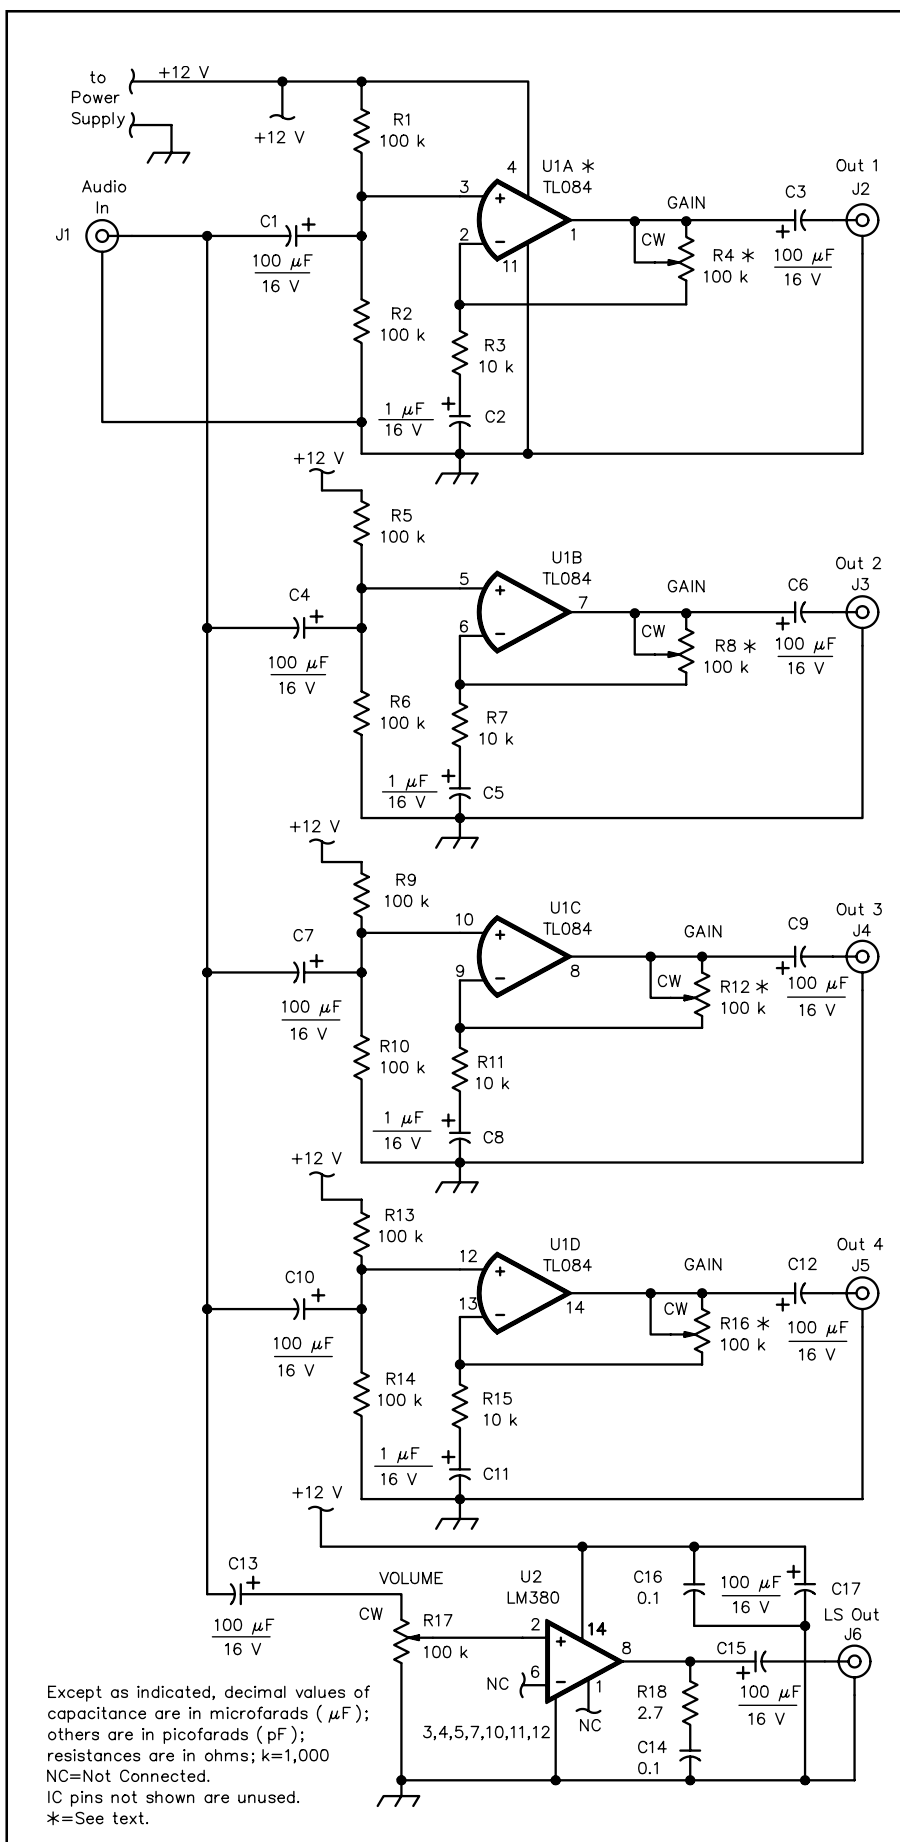 to
Power
Supply
+12 V
+12 V
R1
100 k
U1A *
TL084
4
3
2
11
1
GAIN
CW
R4 *
100 k
C3
+
100 µF
16 V
Out 1
J2
Audio
In
J1
C1
+
100 µF
16 V
R2
100 k
R3
10 k
1 µF
16 V
+
C2
+12 V
R5
100 k
U1B
TL084
5
6
7
GAIN
CW
R8 *
100 k
C6
+
100 µF
16 V
Out 2
J3
C4
+
100 µF
16 V
R6
100 k
R7
10 k
1 µF
16 V
+
C5
+12 V
R9
100 k
U1C
TL084
10
9
8
GAIN
CW
R12 *
100 k
C9
+
100 µF
16 V
Out 3
J4
C7
+
100 µF
16 V
R10
100 k
R11
10 k
1 µF
16 V
+
C8
+12 V
R13
100 k
U1D
TL084
12
13
14
GAIN
CW
R16 *
100 k
C12
+
100 µF
16 V
Out 4
J5
C10
+
100 µF
16 V
R14
100 k
R15
10 k
1 µF
16 V
+
C11
+12 V
C13
+
100 µF
16 V
VOLUME
CW
R17
100 k
U2
LM380
2
14
6
NC
8
1
NC
3,4,5,7,10,11,12
C16
0.1
100 µF
16 V
+
C17
LS Out
J6
C15
+
100 µF
16 V
R18
2.7
C14
0.1
Except as indicated, decimal values of
capacitance are in microfarads ( µF);
others are in picofarads ( pF);
resistances are in ohms; k=1,000
NC=Not Connected.
IC pins not shown are unused.
*=See text.